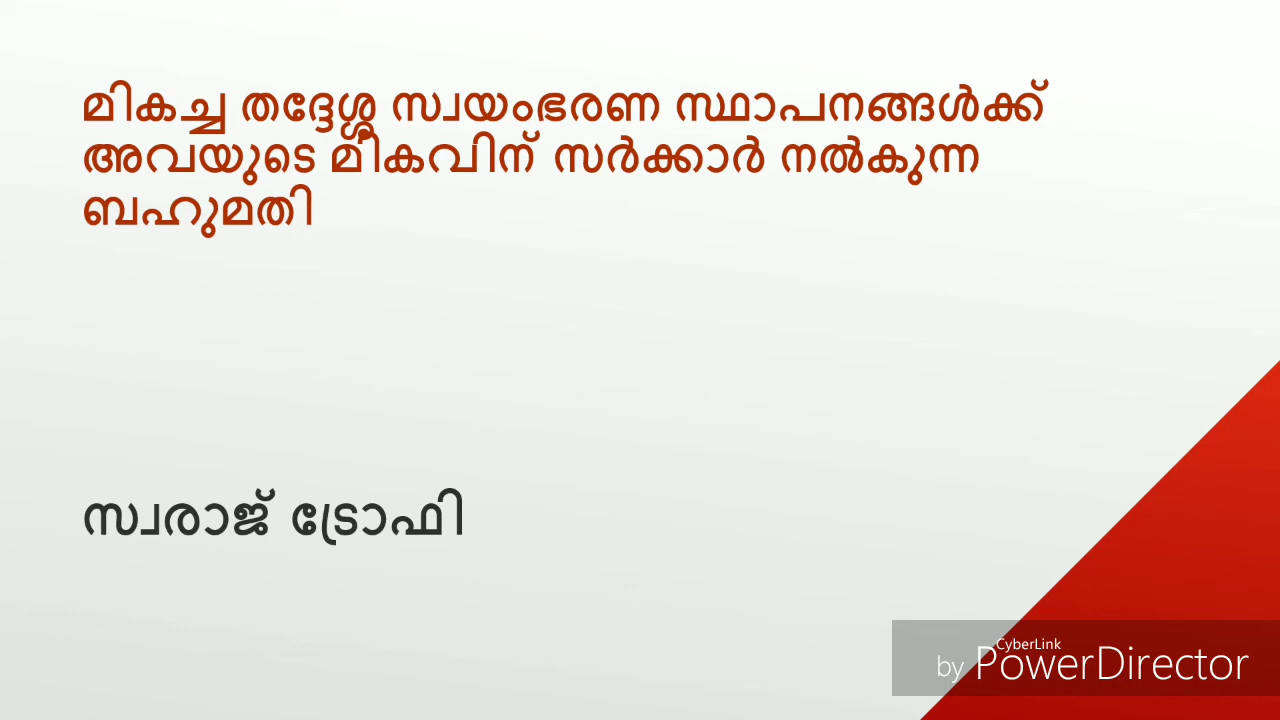 മികച്ച തദ്ദേശ്ശ സ്വയംഭരണ സ്ഥാപനങ്ങൾക്ക്
അവയുടെ മികവിന് സർക്കാർ നൽകുന്ന
ബഹുമതി
സ്വരാജ് ട്രോഫി
CyberLink
by PowerDirector